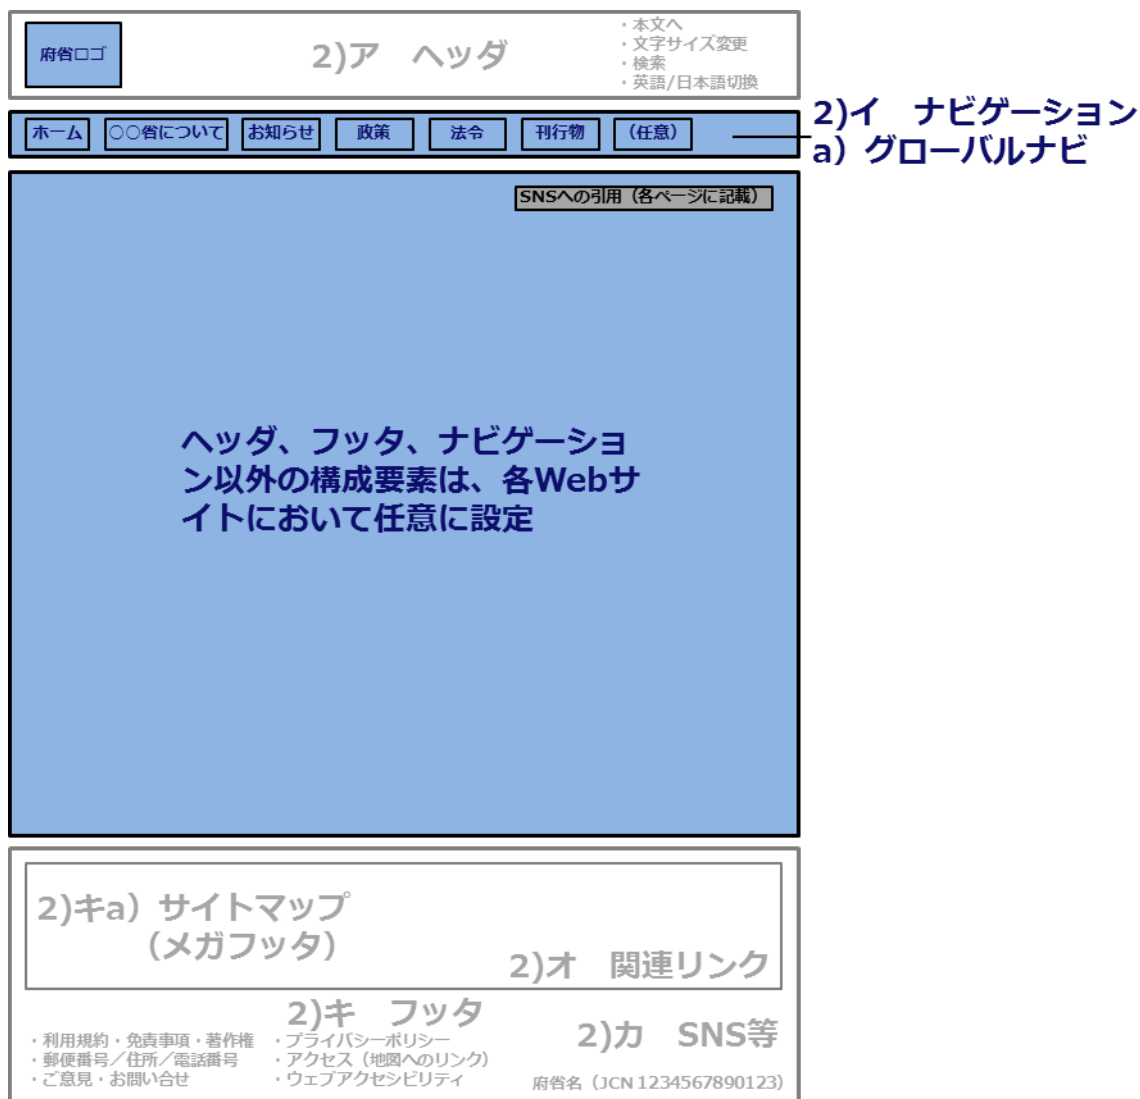 府省ロゴ
2)ア　ヘッダ
・本文へ
・文字サイズ変更
・検索
・英語/日本語切換
ホーム
○○省について
お知らせ
政策
法令
刊行物
（任意）
2)イ　ナビゲーション
a）グローバルナビ
SNSへの引用（各ページに記載）
ヘッダ、フッタ、ナビゲーショ
ン以外の構成要素は、各Webサ
イトにおいて任意に設定
2)キa）サイトマップ
（メガフッタ）
2)オ　関連リンク
2)キ　フッタ
・利用規約・免責事項・著作権
・郵便番号／住所／電話番号
・ご意見・お問い合せ
・プライバシーポリシー
・アクセス（地図へのリンク）
・ウェブアクセシビリティ
2)カ　SNS等
府省名（JCN 1234567890123）